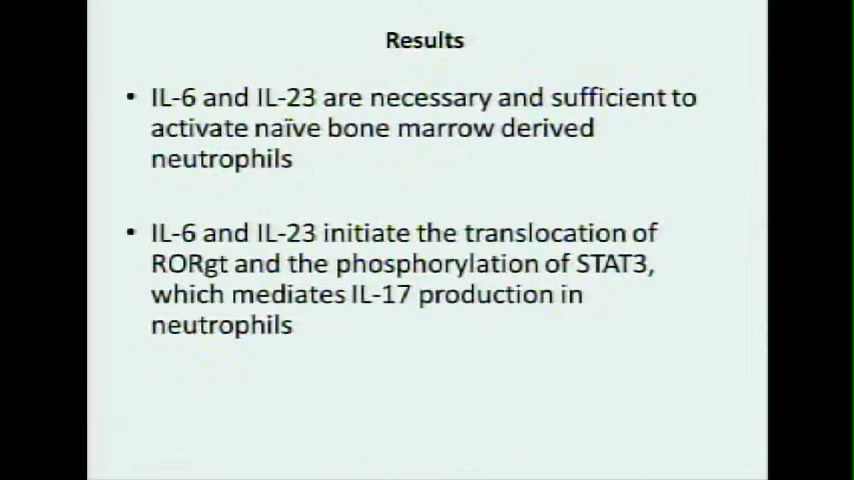 Results
• IL-6 and IL-23 are necessary and sufficient to
activate naïve bone marrow derived
neutrophils
• IL-6 and IL-23 initiate the translocation of
RORgt and the phosphorylation of STAT3,
which mediates IL-17 production in
neutrophils